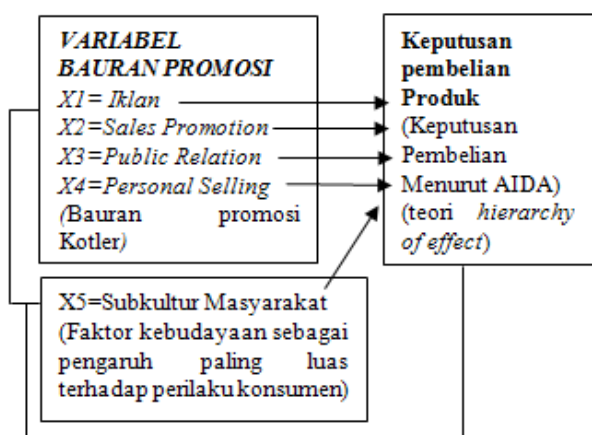 VARIABEL
BAURAN PROMOSI
X1= Iklan
X2=Sales Promotion
X3=Public Relation
X4=Personal Selling
(Bauran promosi
Kotler)
Keputusan
pembelian
Produk
(Keputusan
Pembelian
Menurut AIDA)
(teori hierarchy
of effect)
X5=Subkultur Masyarakat
(Faktor kebudayaan sebagai
pengaruh paling luas
terhadap perilaku konsumen)